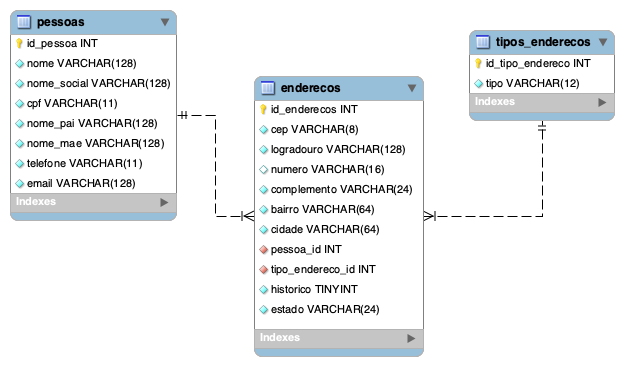 pessoas
id_pessoa INT
nome VARCHAR(128)
nome_social VARCHAR(128)
cpf VARCHAR(11)
nome_pai VARCHAR(128)
nome_mae VARCHAR(128)
telefone VARCHAR(11)
email VARCHAR(128)
Indexes
enderecos
id_enderecos INT
cep VARCHAR(8)
logradouro VARCHAR(128)
numero VARCHAR(16)
complemento VARCHAR(24)
bairro VARCHAR(64)
cidade VARCHAR(64)
pessoa_id INT
tipo_endereco_id INT
historico TINYINT
estado VARCHAR(24)
Indexes
tipos_enderecos
id_tipo_endereco INT
tipo VARCHAR(12)
Indexes